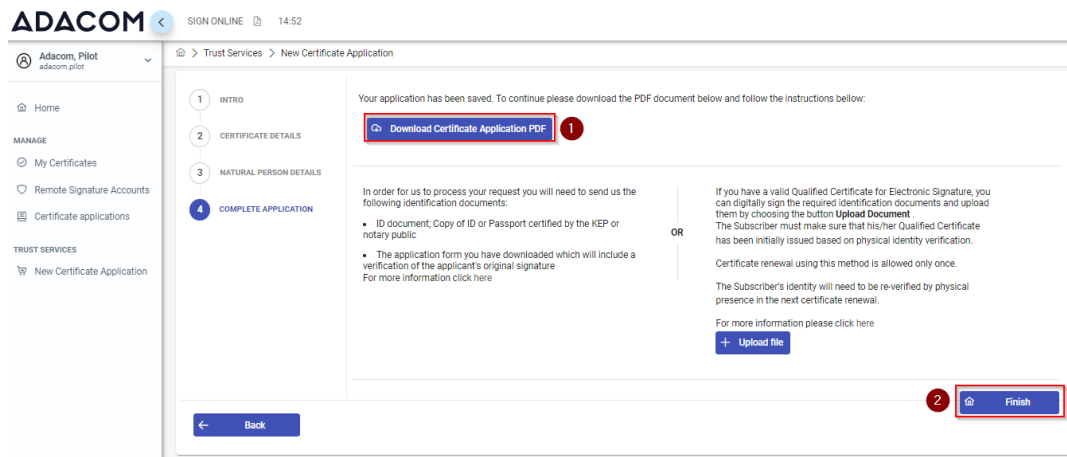 ADACOM
SIGN ONLINE 14:52
Adacom, Pilot
adacom.pilot
Trust Services > New Certificate Application
Home
MANAGE
My Certificates
Remote Signature Accounts
Certificate applications
TRUST SERVICES
New Certificate Application
1 INTRO
2 CERTIFICATE DETAILS
3 NATURAL PERSON DETAILS
4 COMPLETE APPLICATION
Your application has been saved. To continue please download the PDF document below and follow the instructions bellow:
Download Certificate Application PDF 1
In order for us to process your request you will need to send us the
following identification documents:
• ID document; Copy of ID or Passport certified by the KEP or
notary public
• The application form you have downloaded which will include a
verification of the applicant's original signature
For more information click here
OR
If you have a valid Qualified Certificate for Electronic Signature, you
can digitally sign the required identification documents and upload
them by choosing the button Upload Document .
The Subscriber must make sure that his/her Qualified Certificate
has been initially issued based on physical identity verification.
Certificate renewal using this method is allowed only once.
The Subscriber's identity will need to be re-verified by physical
presence in the next certificate renewal.
For more information please click here
+ Upload file
2 Finish
Back